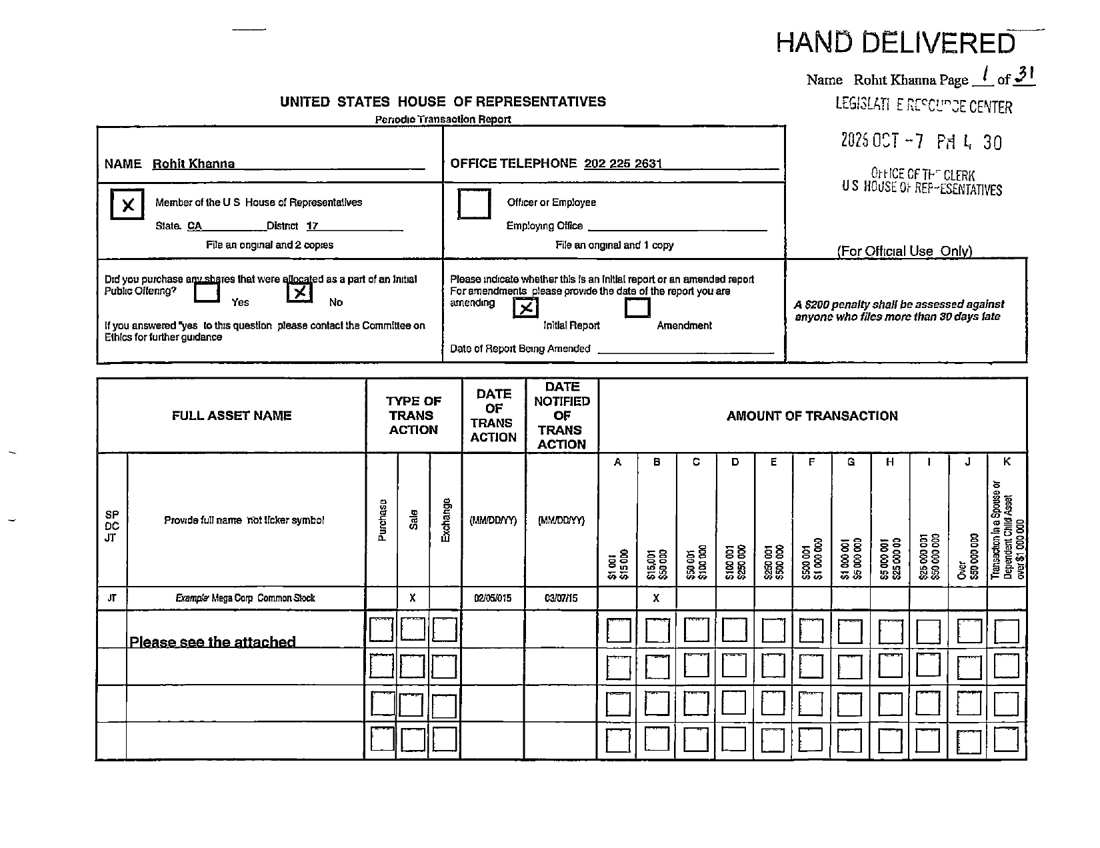 HAND DELIVERED
Name Rohit Khanna Page 1 of 31
UNITED STATES HOUSE OF REPRESENTATIVES
Periodic Transaction Report
CENTER
2025 OCT -7 PM 4 30
OFFICE OF THE CLERK
U S HOUSE OF REPRESENTATIVES
NAME Rohit Khanna
OFFICE TELEPHONE 202 225 2631
X
Member of the U S House of Representatives
State. CA District 17
File an original and 2 copies
Officer or Employee
Employing Office
File an original and 1 copy
(For Official Use Only)
Did you purchase any shares that were allocated as a part of an Initial
Public Offering?
Yes
X
No
If you answered "yes to this question please contact the Committee on
Ethics for further guidance
Please indicate whether this is an initial report or an amended report
For amendments please provide the date of the report you are
amending
X
Initial Report
Amendment
Date of Report Being Amended
A $200 penalty shall be assessed against
anyone who files more than 30 days late
FULL ASSET NAME
TYPE OF
TRANS
ACTION
DATE
OF
TRANS
ACTION
DATE
NOTIFIED
OF
TRANS
ACTION
AMOUNT OF TRANSACTION
SP
DC
JT
Provide full name not ticker symbol
Purchase
Sale
Exchange
(MM/DD/YY)
(MM/DD/YY)
A
$1 001
$15 000
B
$15,001
$50 000
C
$50 001
$100 000
D
$100 001
$250 000
E
$250 001
$500 000
F
$500 001
$1 000 000
G
$1 000 001
$5 000 000
H
$5 000 001
$25 000 00
I
$25 000 001
$50 000 000
J
Over
$50 000 000
K
Transaction in a Spouse or
Dependent Child Asset
over $1 000 000
JT Example Mega Corp Common Stock X 02/05/015 03/07/15 X
Please see the attached